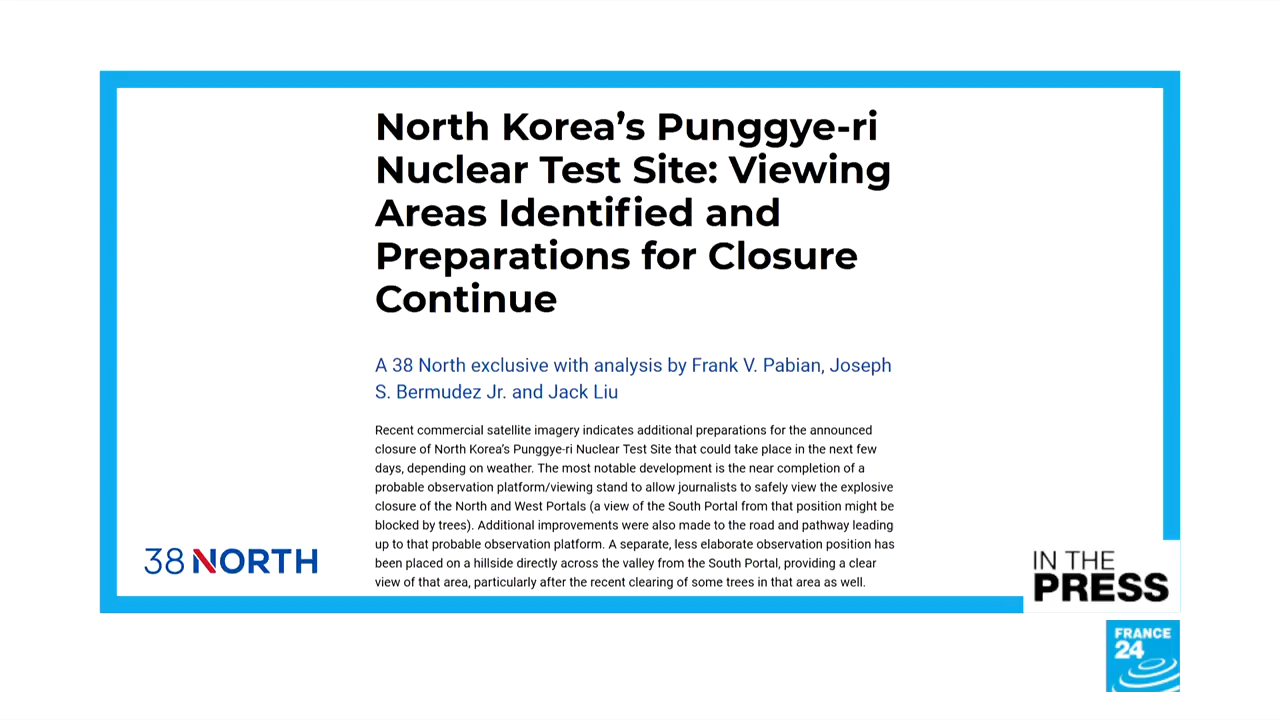 North Korea’s Punggye-ri
Nuclear Test Site: Viewing
Areas Identified and
Preparations for Closure
Continue
A 38 North exclusive with analysis by Frank V. Pabian, Joseph
S. Bermudez Jr. and Jack Liu
Recent commercial satellite imagery indicates additional preparations for the announced
closure of North Korea’s Punggye-ri Nuclear Test Site that could take place in the next few
days, depending on weather. The most notable development is the near completion of a
probable observation platform/viewing stand to allow journalists to safely view the explosive
closure of the North and West Portals (a view of the South Portal from that position might be
blocked by trees). Additional improvements were also made to the road and pathway leading
up to that probable observation platform. A separate, less elaborate observation position has
been placed on a hillside directly across the valley from the South Portal, providing a clear
view of that area, particularly after the recent clearing of some trees in that area as well.
38 NORTH
IN THE
PRESS
FRANCE
24